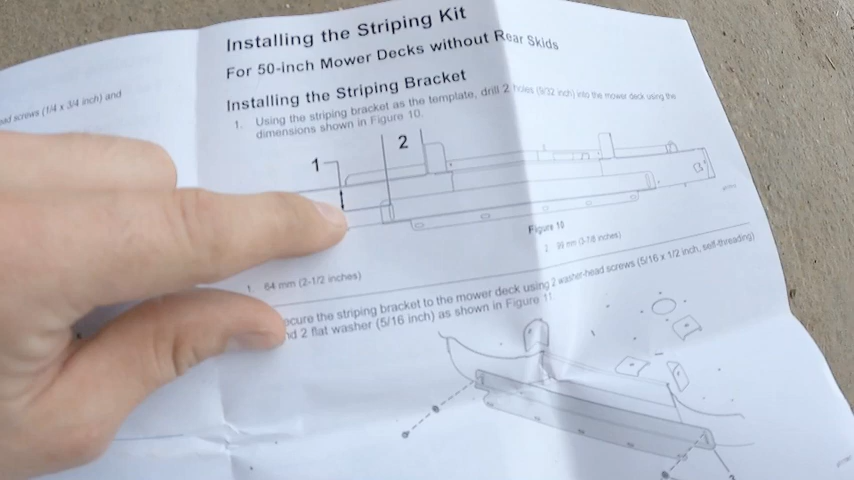 Installing the Striping Kit
For 50-inch Mower Decks without Rear Skids
Installing the Striping Bracket
ad screws (1/4 x 3/4 inch) and
1. Using the striping bracket as the template, drill 2 holes (9/32 inch) into the mower deck using the
dimensions shown in Figure 10.
1
2
Figure 10
1. 64 mm (2-1/2 inches)
2. 99 mm (3-7/8 inches)
ecure the striping bracket to the mower deck using 2 washer-head screws (5/16 x 1/2 inch, self-threading)
nd 2 flat washer (5/16 inch) as shown in Figure 11.